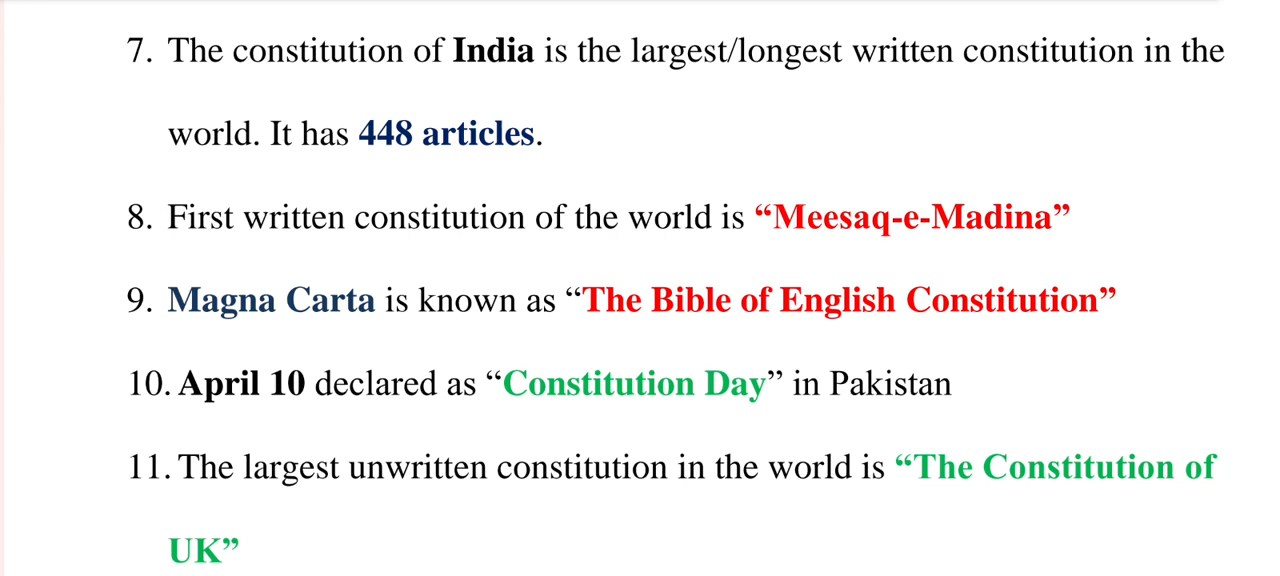 7. The constitution of India is the largest/longest written constitution in the
world. It has 448 articles.
8. First written constitution of the world is “Meesaq-e-Madina”
9. Magna Carta is known as “The Bible of English Constitution”
10. April 10 declared as “Constitution Day” in Pakistan
11. The largest unwritten constitution in the world is “The Constitution of
UK”